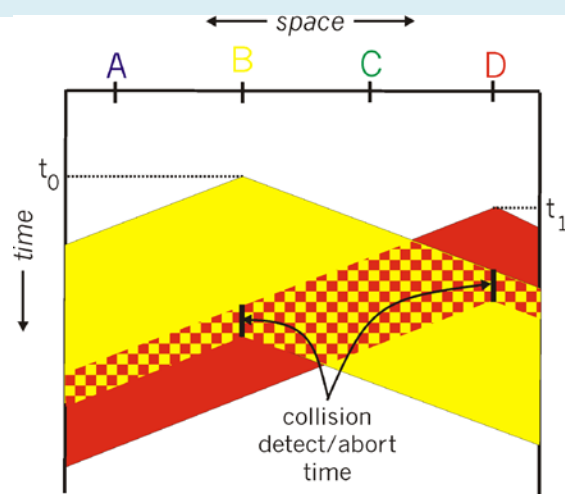 space
A B C D
t0
t1
time
collision
detect/abort
time